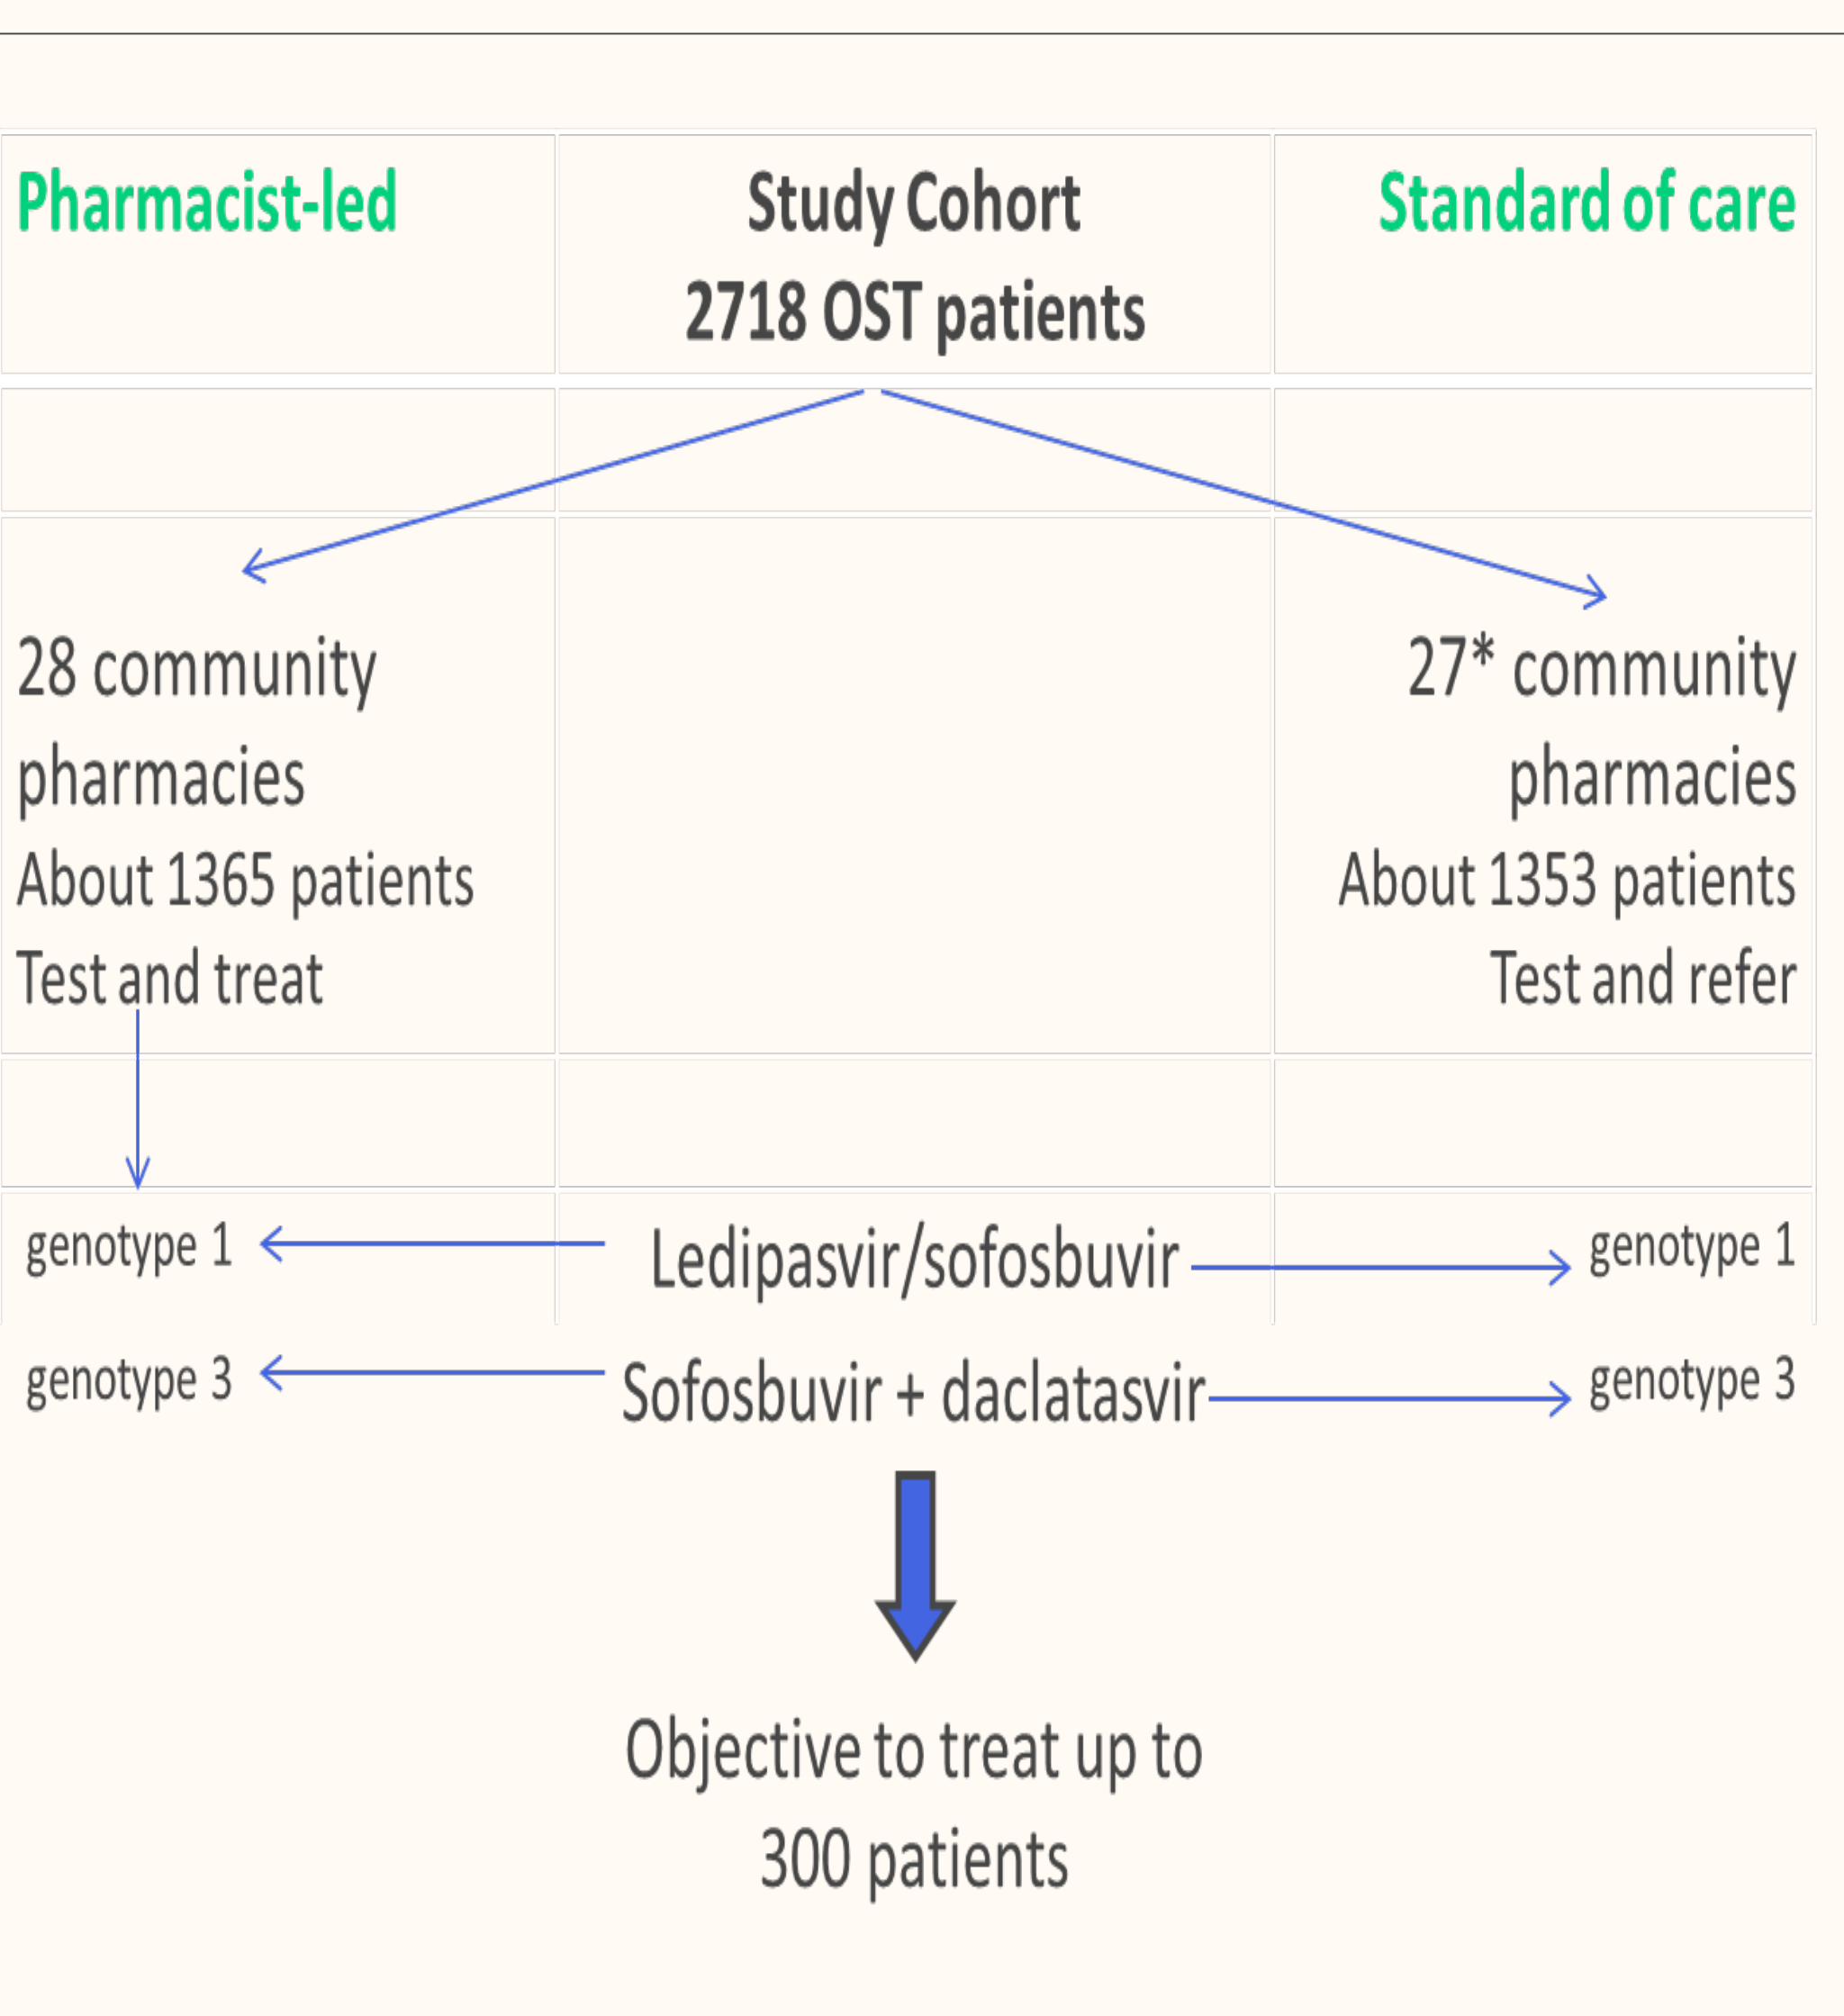 Pharmacist-led
Study Cohort
2718 OST patients
Standard of care
28 community
pharmacies
About 1365 patients
Test and treat
27* community
pharmacies
About 1353 patients
Test and refer
genotype 1
Ledipasvir/sofosbuvir
genotype 1
genotype 3
Sofosbuvir + daclatasvir
genotype 3
Objective to treat up to
300 patients